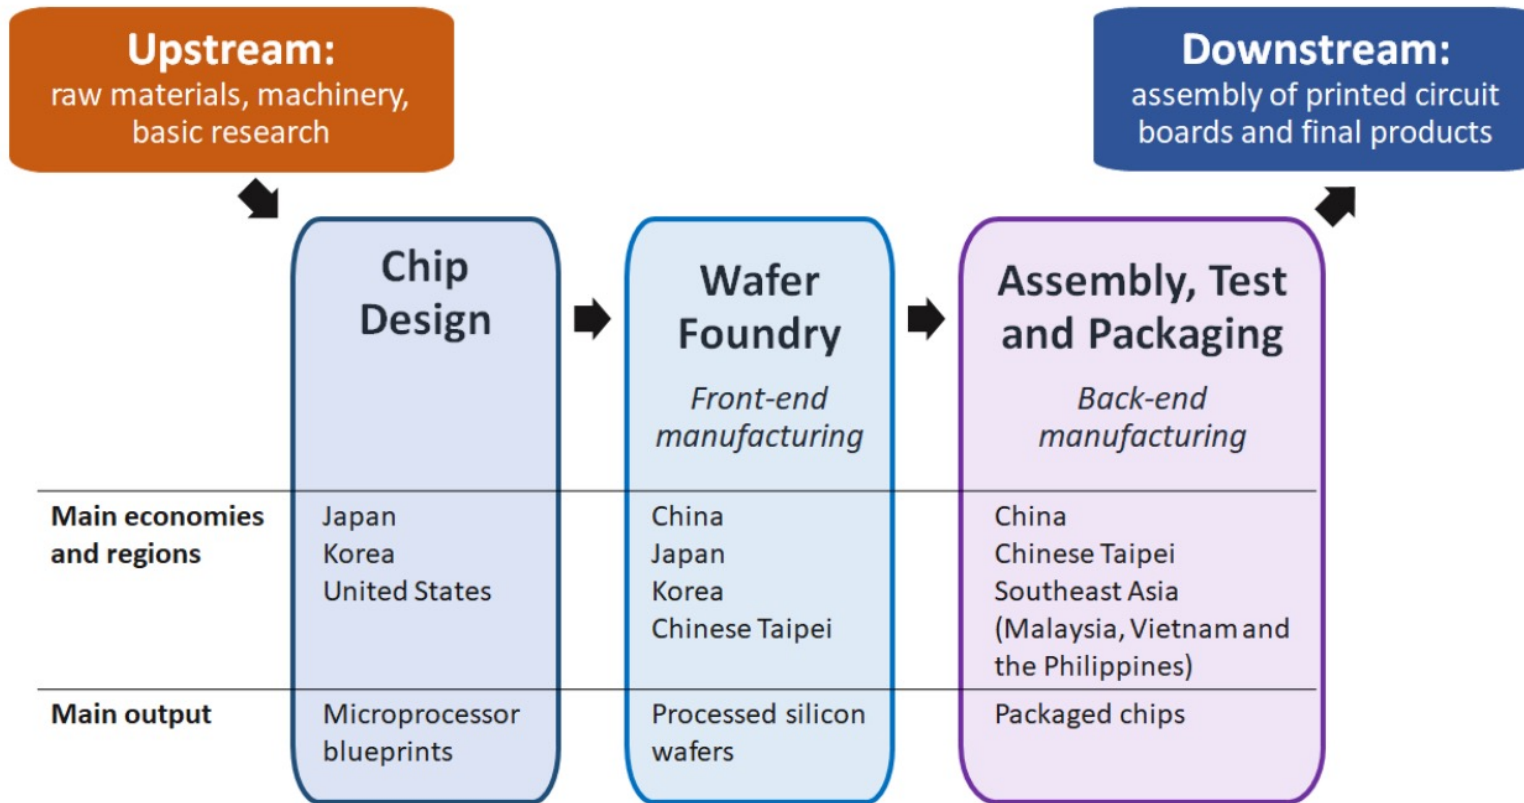 Upstream:
raw materials, machinery,
basic research
Downstream:
assembly of printed circuit
boards and final products
Chip
Design
Wafer
Foundry
Front-end
manufacturing
Assembly, Test
and Packaging
Back-end
manufacturing
Main economies
and regions
Japan
Korea
United States
China
Japan
Korea
Chinese Taipei
China
Chinese Taipei
Southeast Asia
(Malaysia, Vietnam and
the Philippines)
Main output
Microprocessor
blueprints
Processed silicon
wafers
Packaged chips